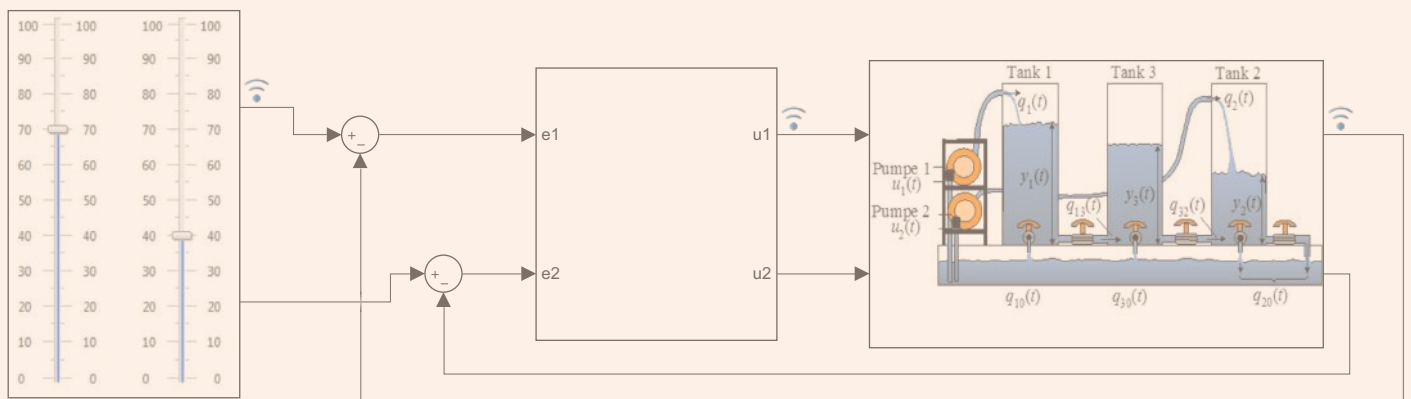 100 100 100 100
90 90 90 90
80 80 80 80
70 70 70 70
60 60 60 60
50 50 50 50
40 40 40 40
30 30 30 30
20 20 20 20
10 10 10 10
0 0 0 0
+
−
+
−
e1
e2
u1
u2
Tank 1
Tank 3
Tank 2
q1(t)
q2(t)
Pumpe 1
u1(t)
Pumpe 2
u2(t)
y1(t)
q13(t)
y3(t)
q32(t)
y2(t)
q10(t)
q30(t)
q20(t)